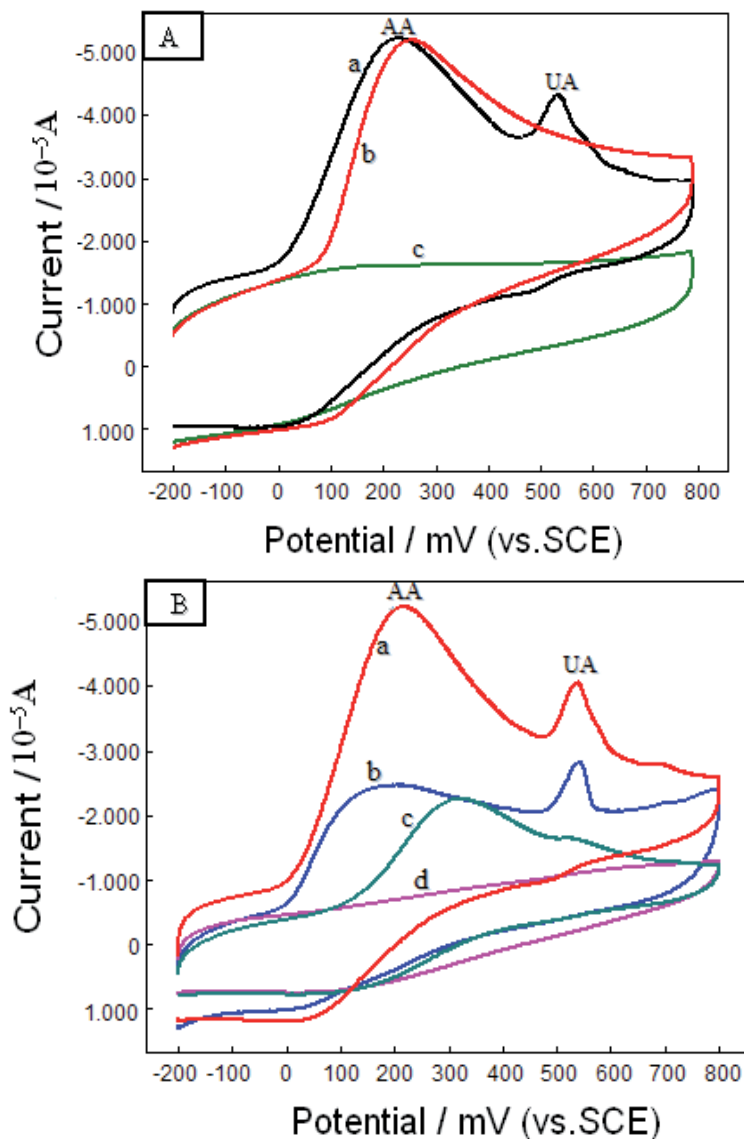 A
AA
a
UA
b
c
-5.000
-4.000
-3.000
-2.000
-1.000
0
1.000
Current /10⁻⁵A
-200 -100 0 100 200 300 400 500 600 700 800
Potential / mV (vs.SCE)
B
AA
a
UA
b
c
d
-5.000
-4.000
-3.000
-2.000
-1.000
0
1.000
Current /10⁻⁵A
-200 -100 0 100 200 300 400 500 600 700 800
Potential / mV (vs.SCE)